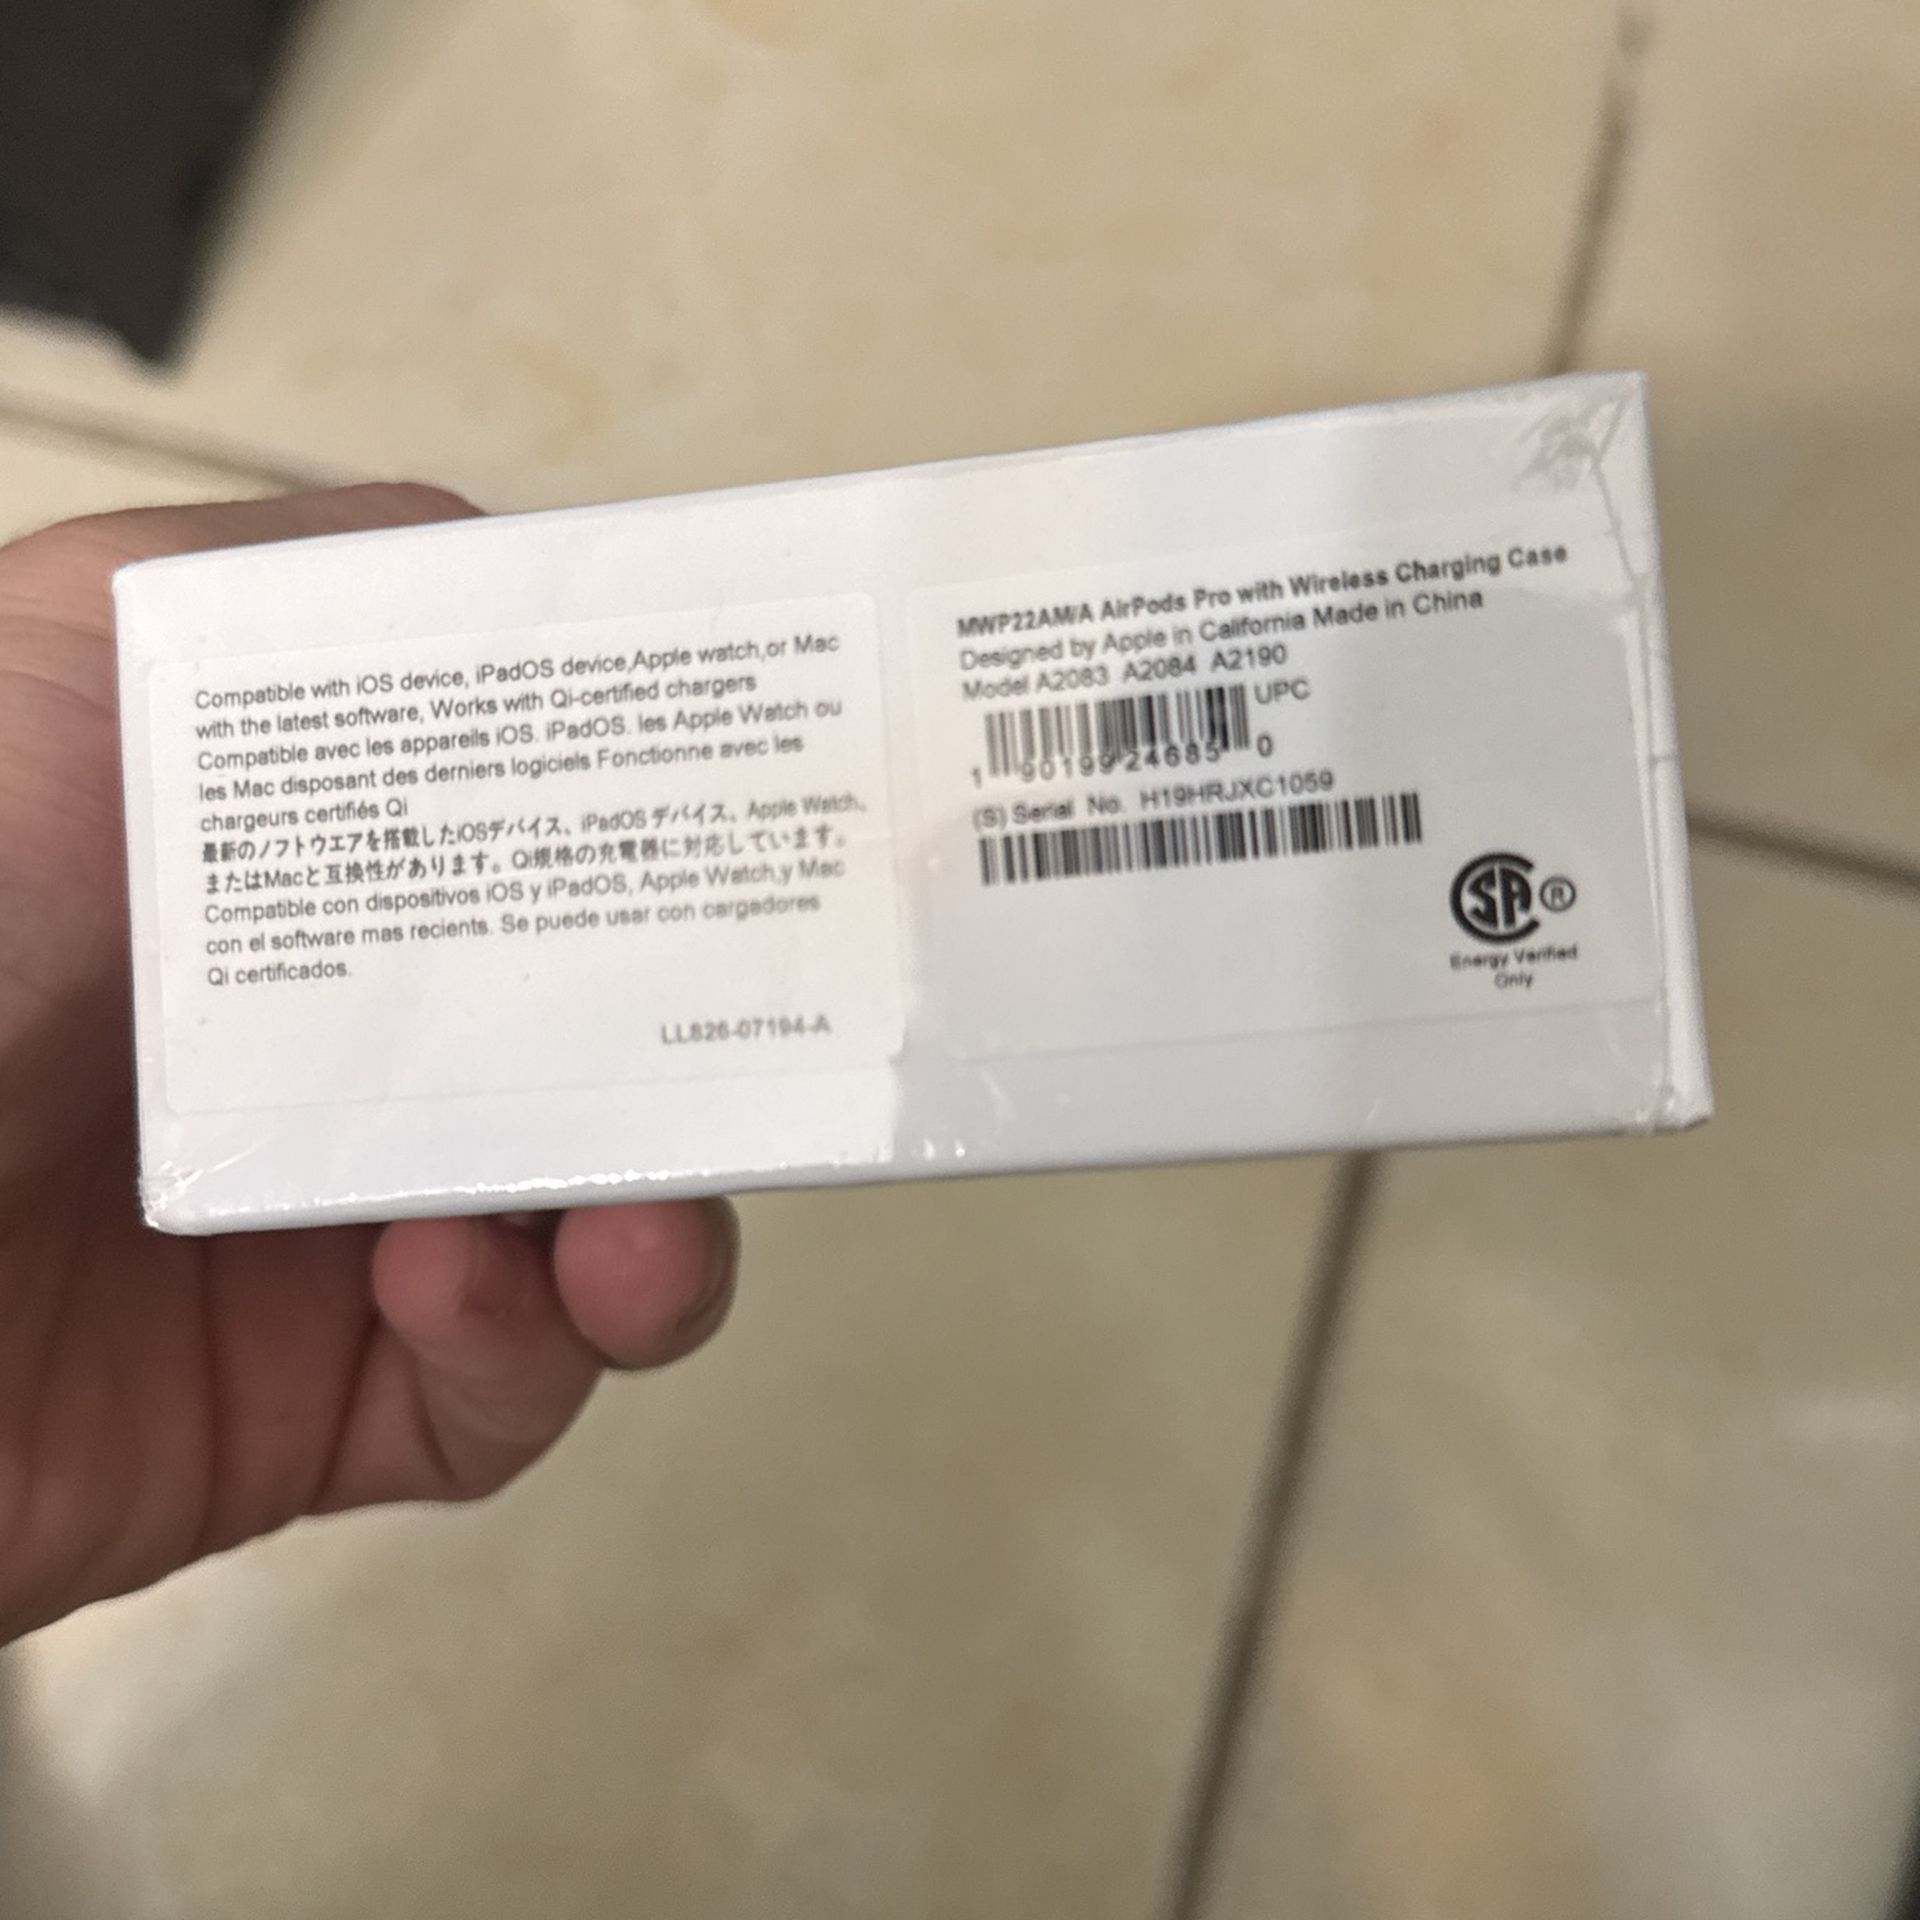 Compatible with iOS device, iPadOS device,Apple watch,or Mac
with the latest software, Works with Qi-certified chargers
Compatible avec les appareils iOS. iPadOS. les Apple Watch ou
les Mac disposant des derniers logiciels Fonctionne avec les
chargeurs certifiés Qi
最新のノフトウエアを搭載したiOSデバイス、iPadOSデバイス、Apple Watch、
またはMacと互換性があります。Qi規格の充電器に対応しています。
Compatible con dispositivos iOS y iPadOS, Apple Watch,y Mac
con el software mas recients. Se puede usar con cargadores
Qi certificados.
LL826-07194-A
MWP22AM/A AirPods Pro with Wireless Charging Case
Designed by Apple in California Made in China
Model A2083 A2084 A2190
UPC
1 90199 24685 0
(S) Serial No. H19HRJXC1059
SA ®
Energy Verified
Only